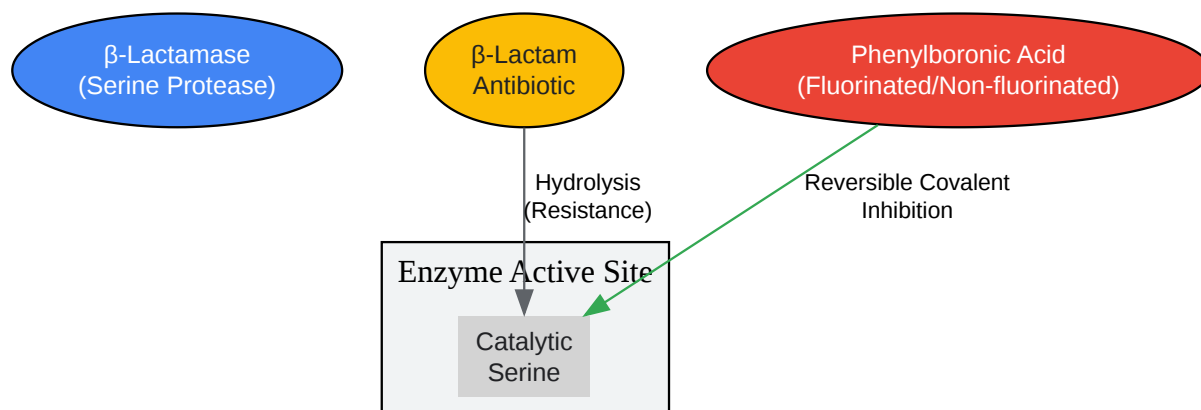 β-Lactamase
(Serine Protease)
β-Lactam
Antibiotic
Phenylboronic Acid
(Fluorinated/Non-fluorinated)
Hydrolysis
(Resistance)
Reversible Covalent
Inhibition
Enzyme Active Site
Catalytic
Serine